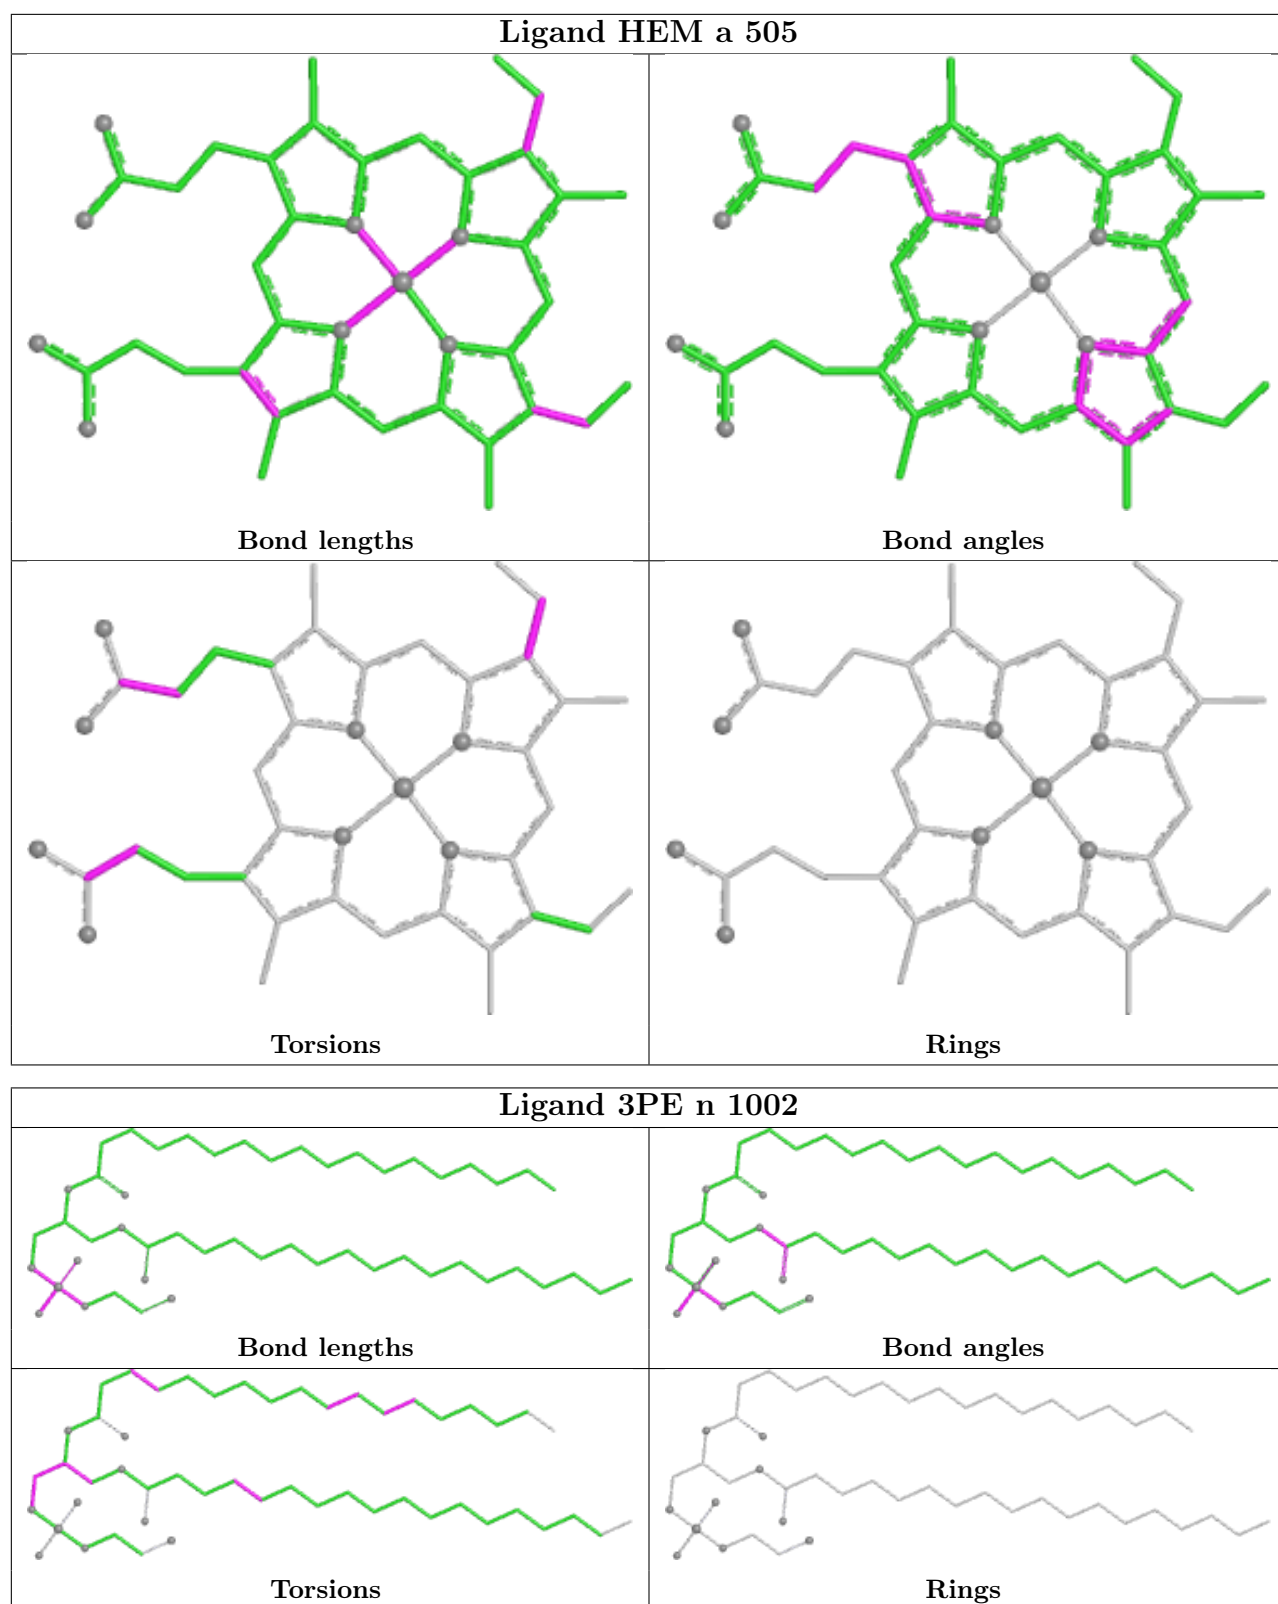 Ligand HEM a 505
Bond lengths
Bond angles
Torsions
Rings
Ligand 3PE n 1002
Bond lengths
Bond angles
Torsions
Rings